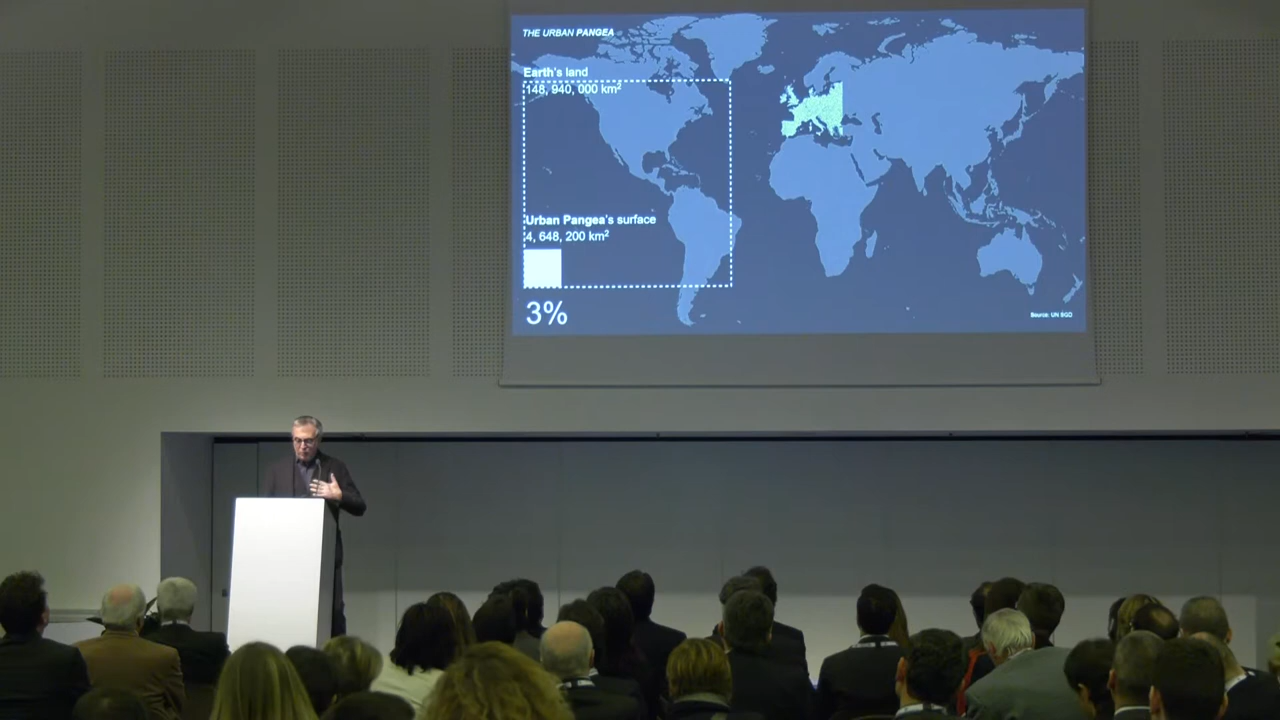 THE URBAN PANGEA
Earth's land
148, 940, 000 km²
Urban Pangea's surface
4, 648, 200 km²
3%
Source: UN SGD